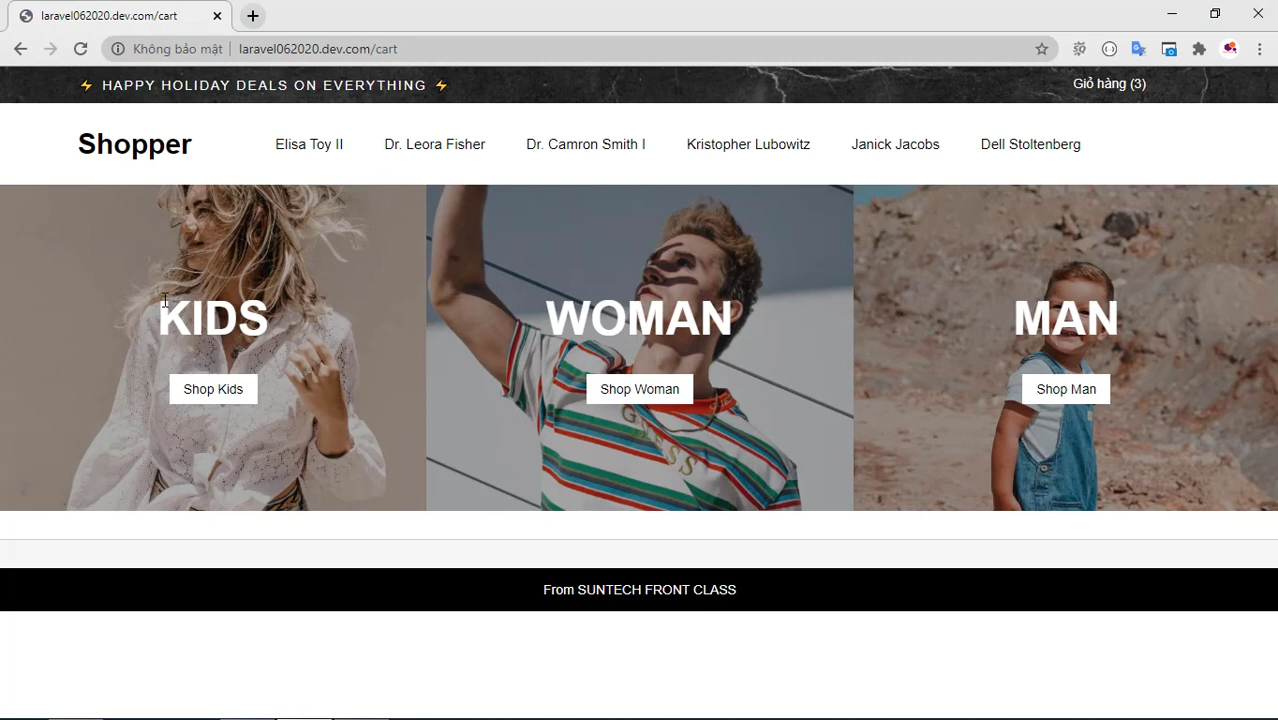 laravel062020.dev.com/cart
Không bảo mật laravel062020.dev.com/cart
⚡ HAPPY HOLIDAY DEALS ON EVERYTHING ⚡ Giỏ hàng (3)
Shopper Elisa Toy II Dr. Leora Fisher Dr. Camron Smith I Kristopher Lubowitz Janick Jacobs Dell Stoltenberg
KIDS WOMAN MAN
Shop Kids Shop Woman Shop Man
GUESS
From SUNTECH FRONT CLASS